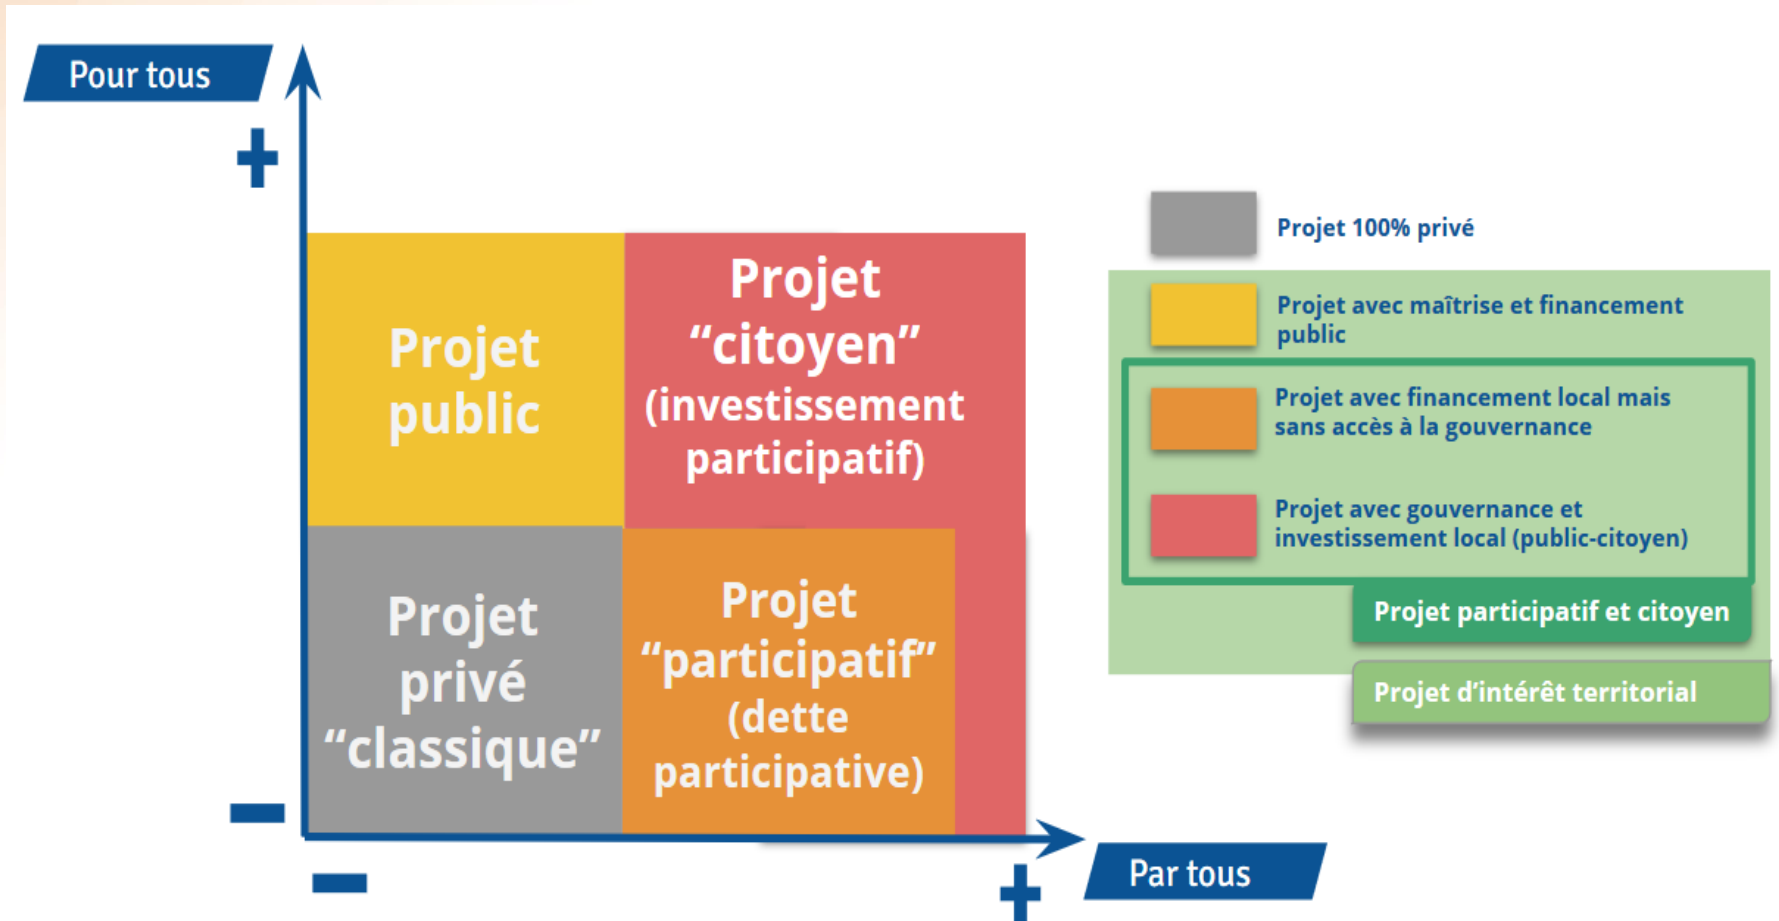 Pour tous
+
Projet
public
Projet
“citoyen”
(investissement
participatif)
Projet
privé
“classique”
Projet
“participatif”
(dette
participative)
−
−
+
Par tous
Projet 100% privé
Projet avec maîtrise et financement
public
Projet avec financement local mais
sans accès à la gouvernance
Projet avec gouvernance et
investissement local (public-citoyen)
Projet participatif et citoyen
Projet d’intérêt territorial